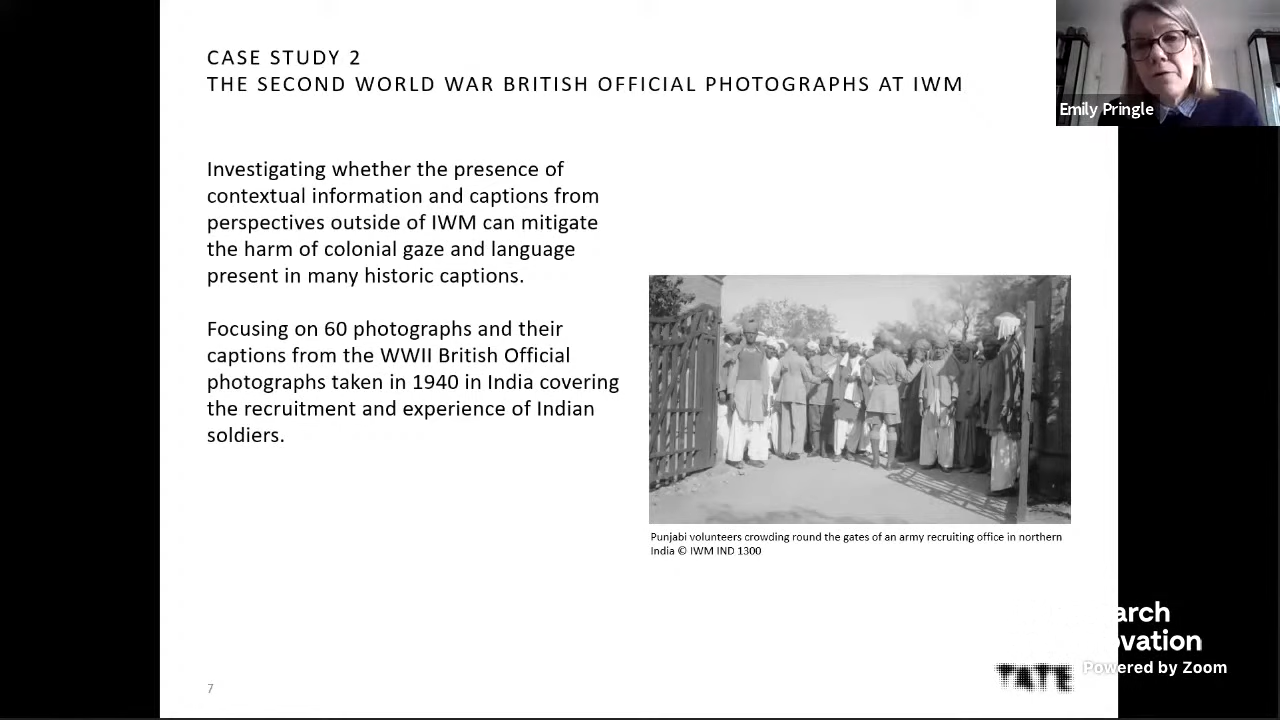 CASE STUDY 2
THE SECOND WORLD WAR BRITISH OFFICIAL PHOTOGRAPHS AT IWM
Emily Pringle
Investigating whether the presence of
contextual information and captions from
perspectives outside of IWM can mitigate
the harm of colonial gaze and language
present in many historic captions.
Focusing on 60 photographs and their
captions from the WWII British Official
photographs taken in 1940 in India covering
the recruitment and experience of Indian
soldiers.
Punjabi volunteers crowding round the gates of an army recruiting office in northern
India © IWM IND 1300
arch
ovation
Powered by Zoom
TATE
7